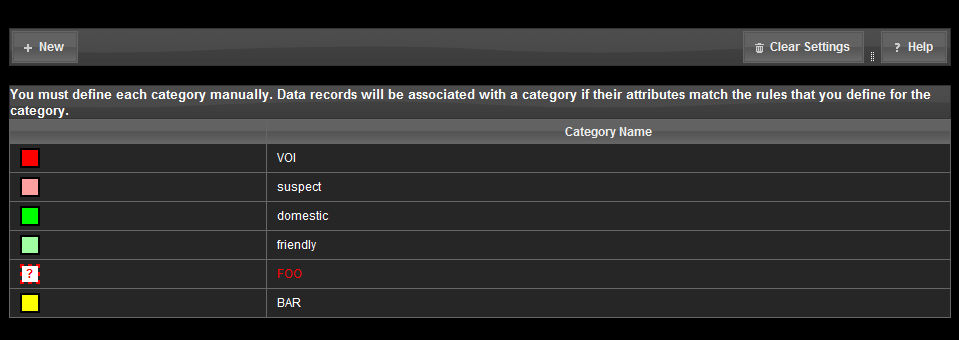 + New
Clear Settings
? Help
You must define each category manually. Data records will be associated with a category if their attributes match the rules that you define for the
category.
Category Name
VOI
suspect
domestic
friendly
? FOO
BAR